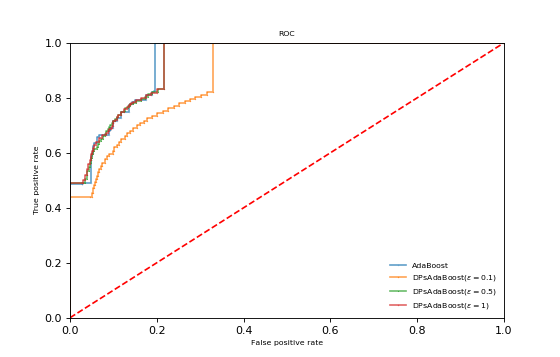 ROC
1.0
0.8
0.6
0.4
0.2
0.0
True positive rate
0.0 0.2 0.4 0.6 0.8 1.0
False positive rate
AdaBoost
DPsAdaBoost(ε = 0.1)
DPsAdaBoost(ε = 0.5)
DPsAdaBoost(ε = 1)